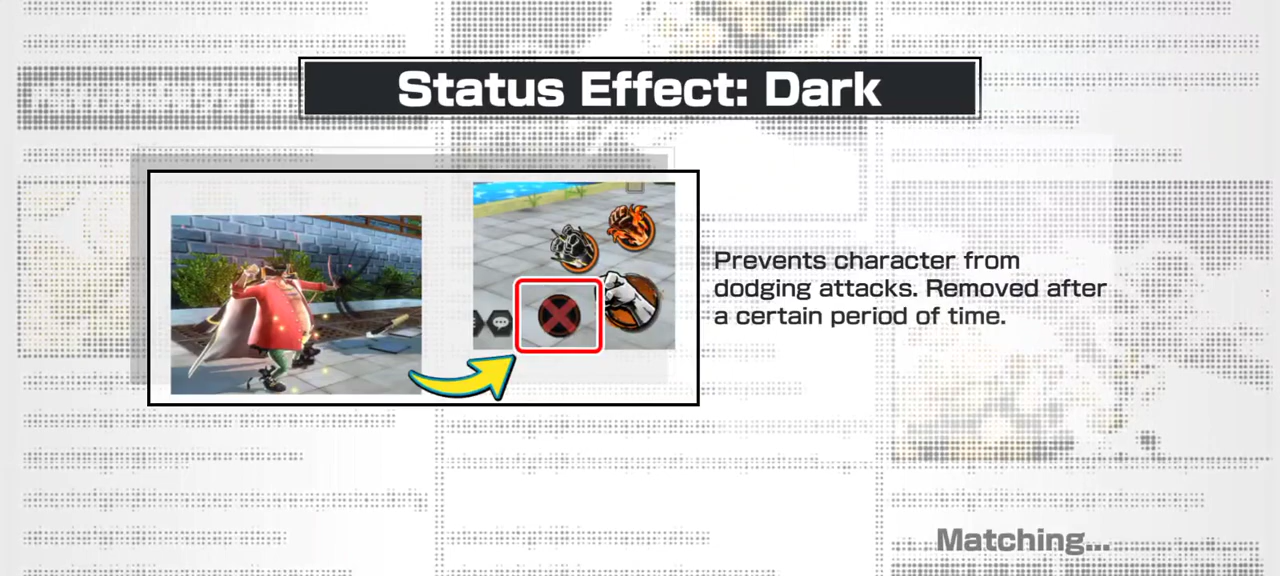 Status Effect: Dark
Prevents character from
dodging attacks. Removed after
a certain period of time.
Matching...